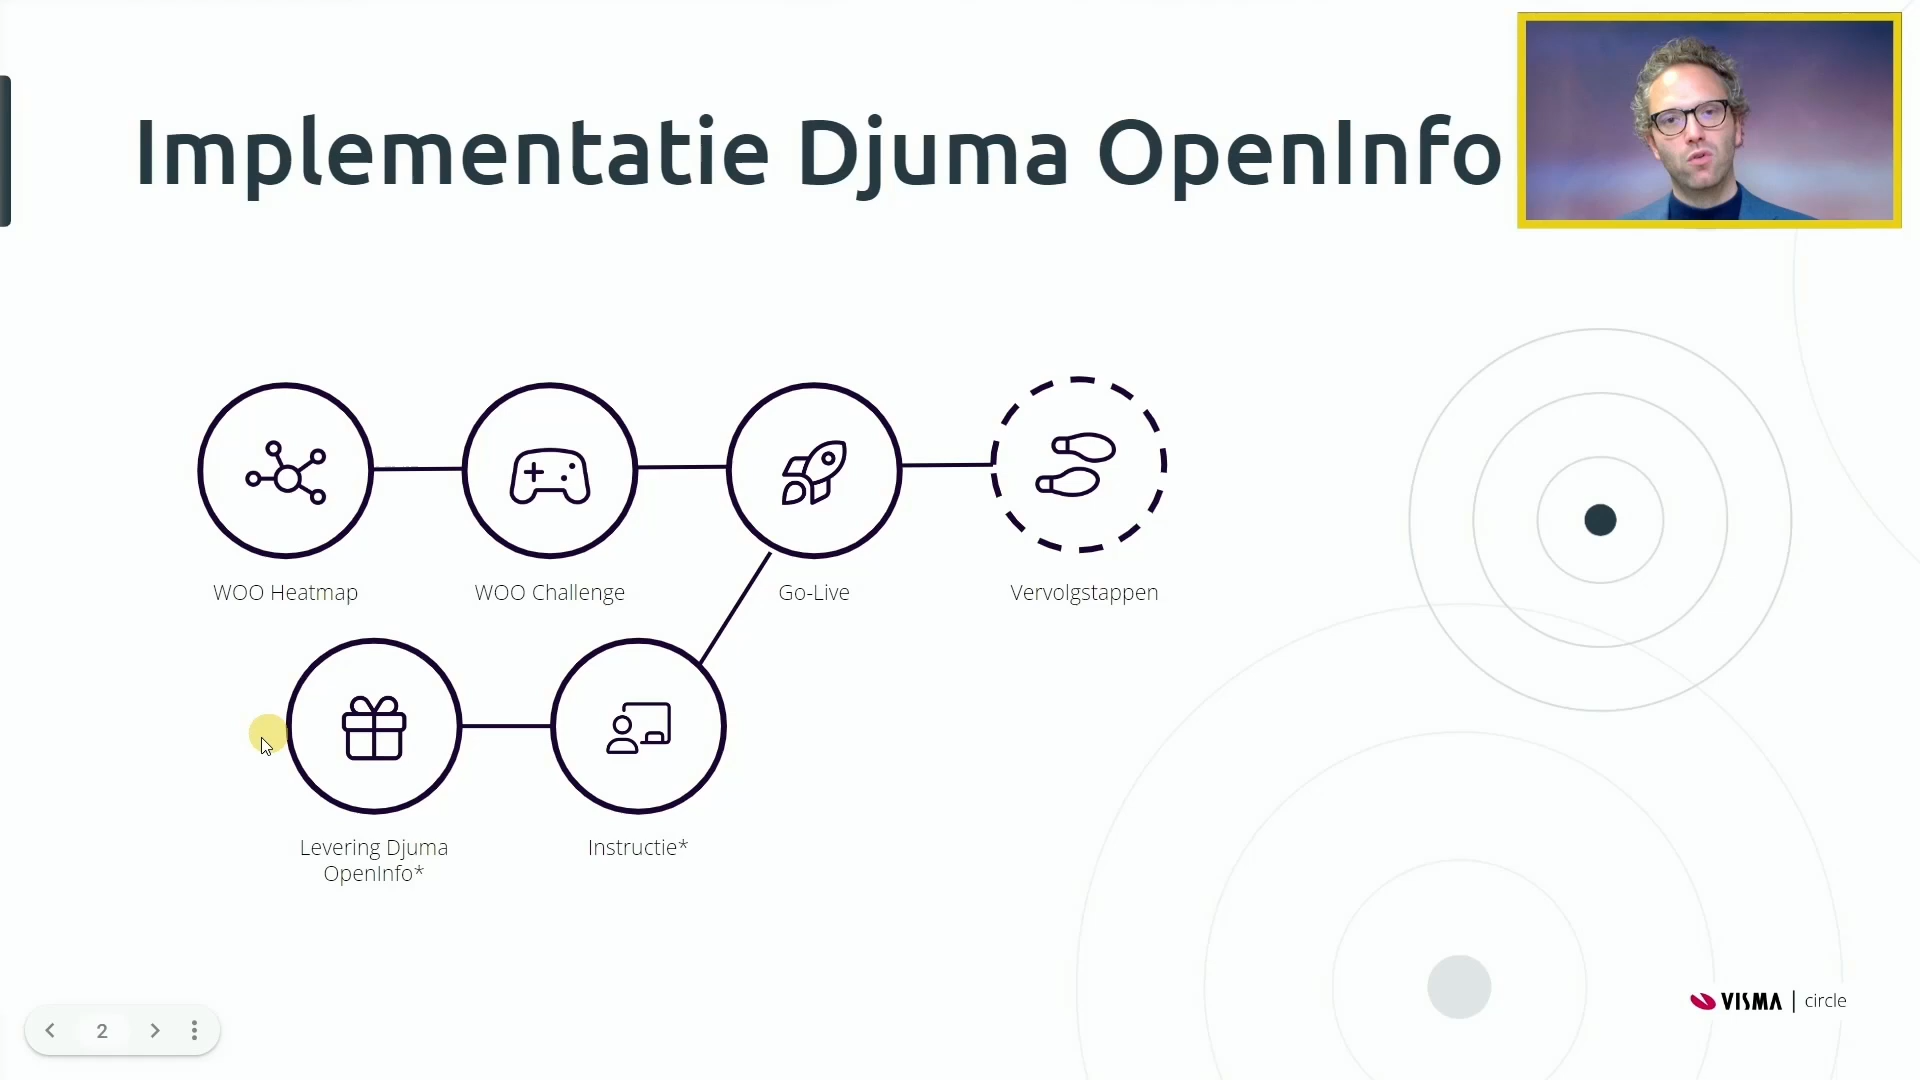 Implementatie Djuma OpenInfo
WOO Heatmap
WOO Challenge
Go-Live
Vervolgstappen
Levering Djuma
OpenInfo*
Instructie*
2
VISMA | circle